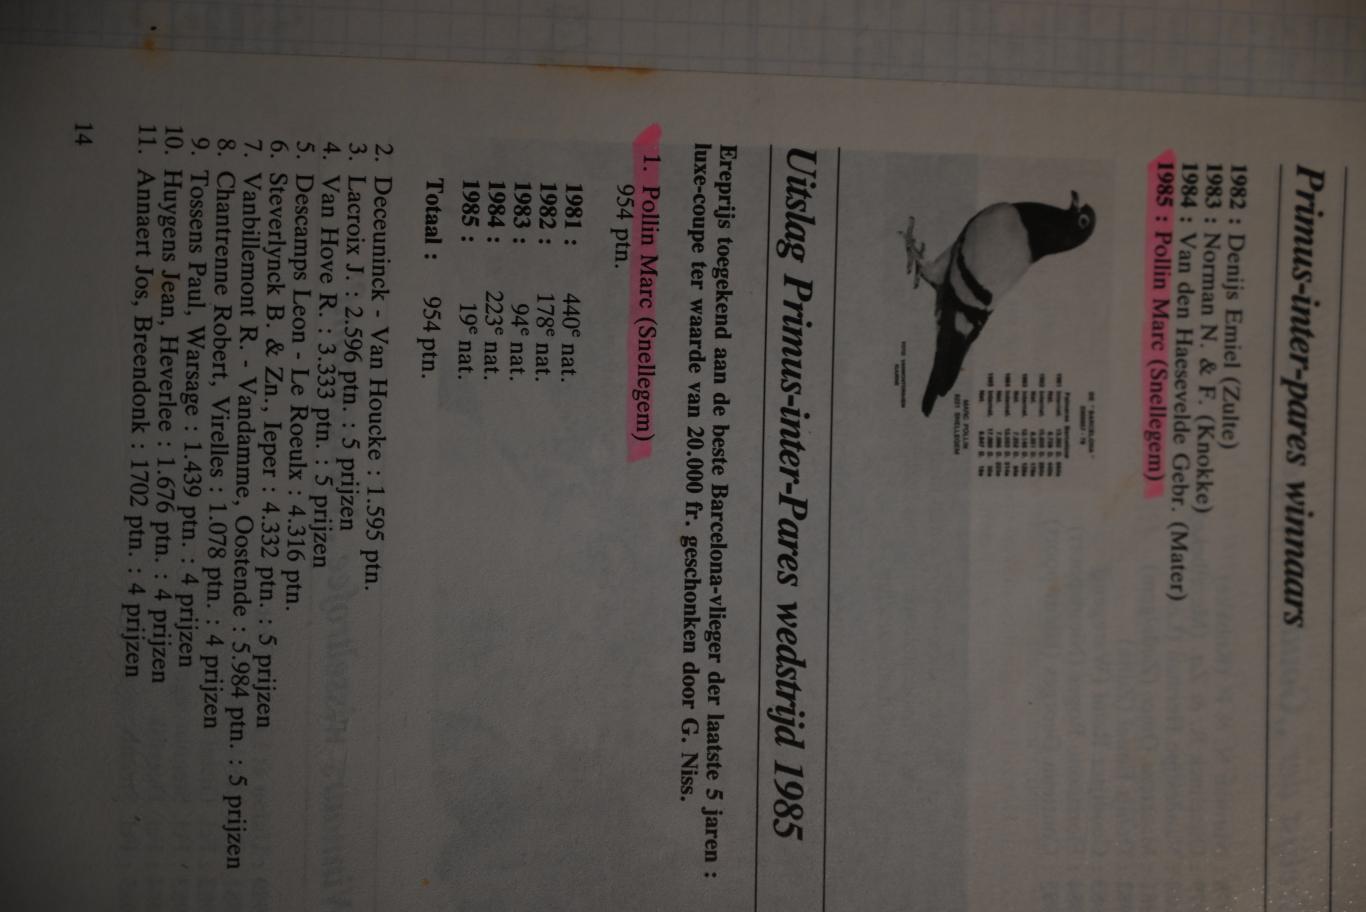 Primus-inter-pares winnaars
1982 : Denijs Emiel (Zulte)
1983 : Norman N. & F. (Knokke)
1984 : Van den Haesevelde Gebr. (Mater)
1985 : Pollin Marc (Snellegem)
MARC POLLIN
SNELLEGEM
Uitslag Primus-inter-Pares wedstrijd 1985
Ereprijs toegekend aan de beste Barcelona-vlieger der laatste 5 jaren :
luxe-coupe ter waarde van 20.000 fr. geschonken door G. Niss.
1. Pollin Marc (Snellegem)
954 ptn.
1981 : 440e nat.
1982 : 178e nat.
1983 : 94e nat.
1984 : 223e nat.
1985 : 19e nat.
Totaal : 954 ptn.
2. Deceuninck - Van Houcke : 1.595 ptn.
3. Lacroix J. : 2.596 ptn. : 5 prijzen
4. Van Hove R. : 3.333 ptn. : 5 prijzen
5. Descamps Leon - Le Roeulx : 4.316 ptn.
6. Steverlynck B. & Zn., Ieper : 4.332 ptn. : 5 prijzen
7. Vanbillemont R. - Vandamme, Oostende : 5.984 ptn. : 5 prijzen
8. Chantrenne Robert, Virelles : 1.078 ptn. : 4 prijzen
9. Tossens Paul, Warsage : 1.439 ptn. : 4 prijzen
10. Huygens Jean, Heverlee : 1.676 ptn. : 4 prijzen
11. Annaert Jos, Breendonk : 1702 ptn. : 4 prijzen
14